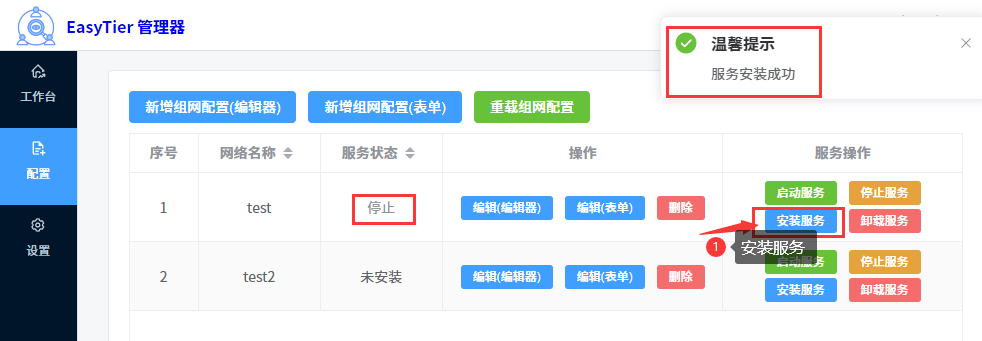 EasyTier 管理器
温馨提示
服务安装成功
工作台
配置
设置
新增组网配置(编辑器) 新增组网配置(表单) 重载组网配置
序号 网络名称 服务状态 操作 服务操作
1 test 停止 编辑(编辑器) 编辑(表单) 删除 启动服务 停止服务
安装服务 卸载服务
1 安装服务
2 test2 未安装 编辑(编辑器) 编辑(表单) 删除 启动服务 停止服务
安装服务 卸载服务